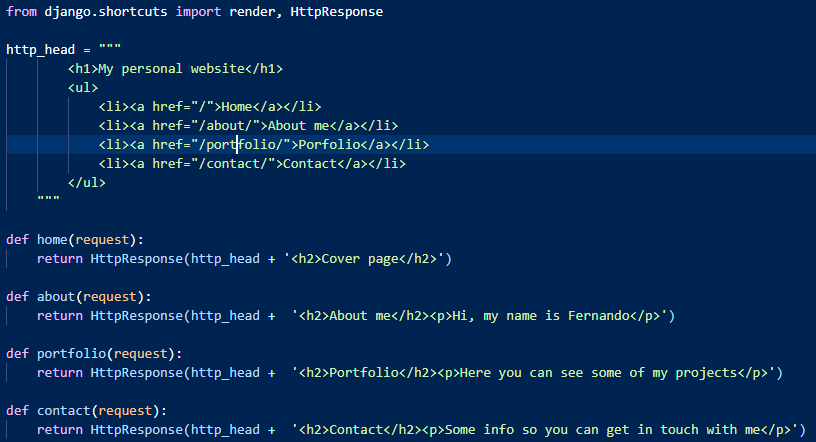 from django.shortcuts import render, HttpResponse
http_head = """
<h1>My personal website</h1>
<ul>
<li><a href="/">Home</a></li>
<li><a href="/about/">About me</a></li>
<li><a href="/portfolio/">Porfolio</a></li>
<li><a href="/contact/">Contact</a></li>
</ul>
"""
def home(request):
return HttpResponse(http_head + '<h2>Cover page</h2>')
def about(request):
return HttpResponse(http_head +  '<h2>About me</h2><p>Hi, my name is Fernando</p>')
def portfolio(request):
return HttpResponse(http_head +  '<h2>Portfolio</h2><p>Here you can see some of my projects</p>')
def contact(request):
return HttpResponse(http_head +  '<h2>Contact</h2><p>Some info so you can get in touch with me</p>')